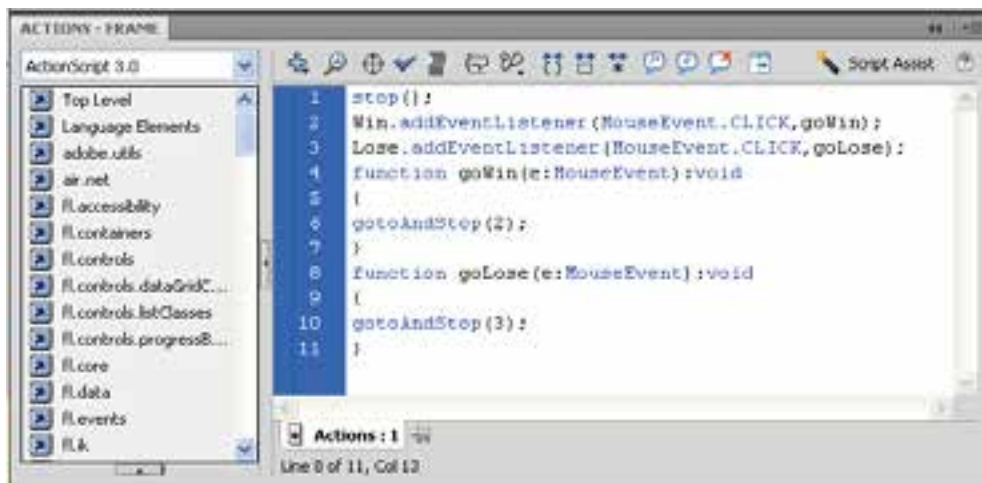 ACTIONS - FRAME
ActionScript 3.0
Script Assist
Top Level
Language Elements
adobe.utils
air.net
fl.accessibility
fl.containers
fl.controls
fl.controls.dataGridC...
fl.controls.listClasses
fl.controls.progressB...
fl.core
fl.data
fl.events
fl.ik
1 stop();
2 Win.addEventListener(MouseEvent.CLICK,goWin);
3 Lose.addEventListener(MouseEvent.CLICK,goLose);
4 function goWin(e:MouseEvent):void
5 {
6 gotoAndStop(2);
7 }
8 function goLose(e:MouseEvent):void
9 {
10 gotoAndStop(3);
11 }
Actions : 1
Line 8 of 11, Col 13